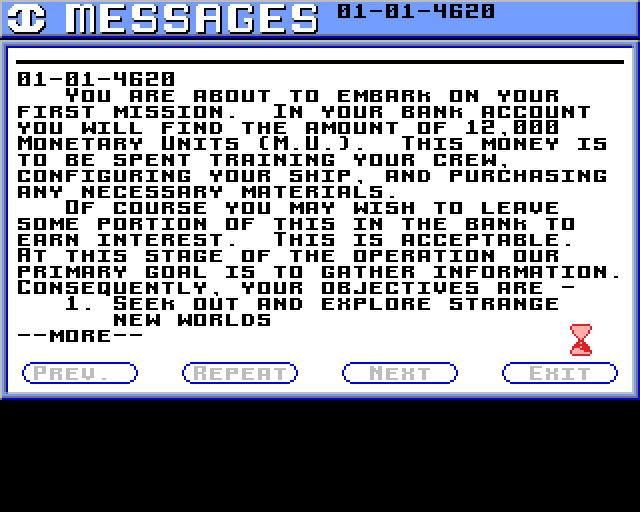 MESSAGES 01-01-4620
01-01-4620
YOU ARE ABOUT TO EMBARK ON YOUR
FIRST MISSION. IN YOUR BANK ACCOUNT
YOU WILL FIND THE AMOUNT OF 12,000
MONETARY UNITS (M.U.). THIS MONEY IS
TO BE SPENT TRAINING YOUR CREW,
CONFIGURING YOUR SHIP, AND PURCHASING
ANY NECESSARY MATERIALS.
OF COURSE YOU MAY WISH TO LEAVE
SOME PORTION OF THIS IN THE BANK TO
EARN INTEREST. THIS IS ACCEPTABLE.
AT THIS STAGE OF THE OPERATION OUR
PRIMARY GOAL IS TO GATHER INFORMATION.
CONSEQUENTLY, YOUR OBJECTIVES ARE -
1. SEEK OUT AND EXPLORE STRANGE
NEW WORLDS
--MORE--
PREV. REPEAT NEXT EXIT